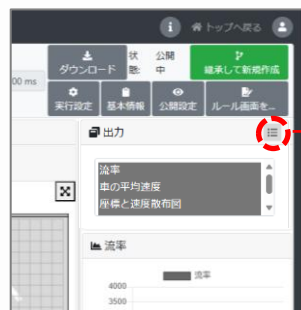 トップへ戻る
ダウンロード
状態:
公開中
継承して新規作成
00 ms
実行設定
基本情報
公開設定
ルール画面を...
出力
流率
車の平均速度
座標と速度散布図
流率
流率
4000
3500